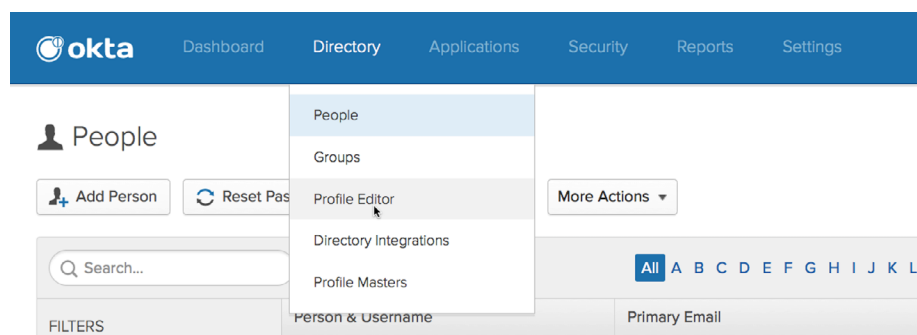 okta Dashboard Directory Applications Security Reports Settings
People
People
Groups
Profile Editor
Directory Integrations
Profile Masters
Add Person Reset Pas More Actions
Search... All A B C D E F G H I J K L
FILTERS Person & Username Primary Email